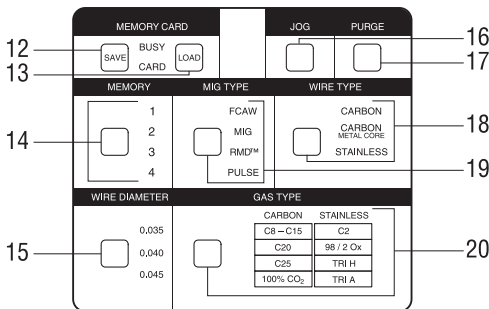 MEMORY CARD JOG PURGE
12 SAVE BUSY LOAD 16
13 CARD 17
MEMORY MIG TYPE WIRE TYPE
1 FCAW CARBON
14 2 MIG CARBON METAL CORE 18
3 RMD™ STAINLESS
4 PULSE 19
WIRE DIAMETER GAS TYPE
CARBON STAINLESS
0.035 C8 – C15 C2
15 0.040 C20 98 / 2 Ox 20
0.045 C25 TRI H
100% CO₂ TRI A